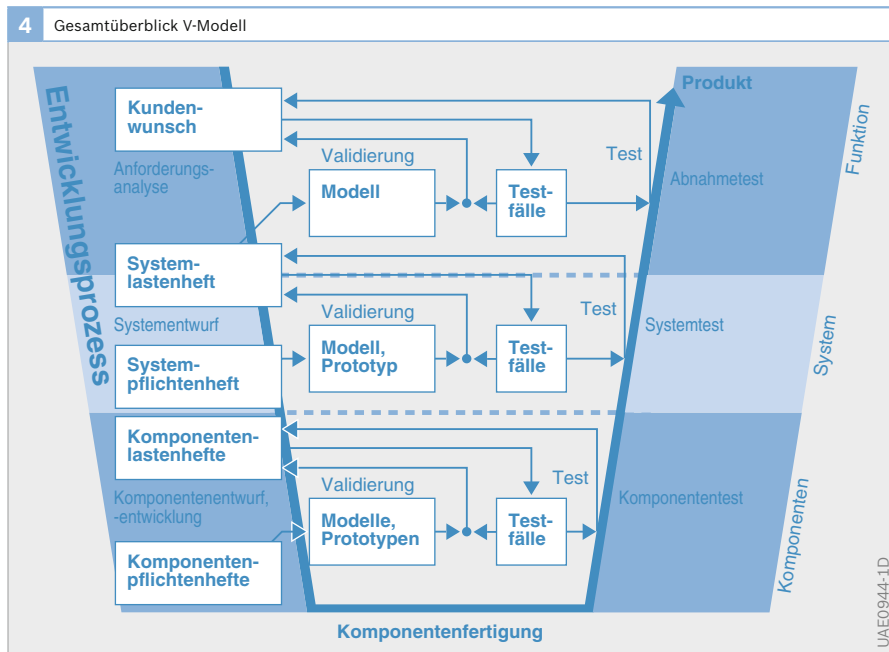 4 Gesamtüberblick V-Modell
Entwicklungsprozess
Kunden-
wunsch
Anforderungs-
analyse
System-
lastenheft
Systementwurf
System-
pflichtenheft
Komponenten-
lastenhefte
Komponentenentwurf,
-entwicklung
Komponenten-
pflichtenhefte
Validierung
Modell
Test-
fälle
Test
Validierung
Modell,
Prototyp
Test-
fälle
Test
Validierung
Modelle,
Prototypen
Test-
fälle
Test
Produkt
Abnahmetest
Systemtest
Komponententest
Funktion
System
Komponenten
Komponentenfertigung
UAE0944-1D